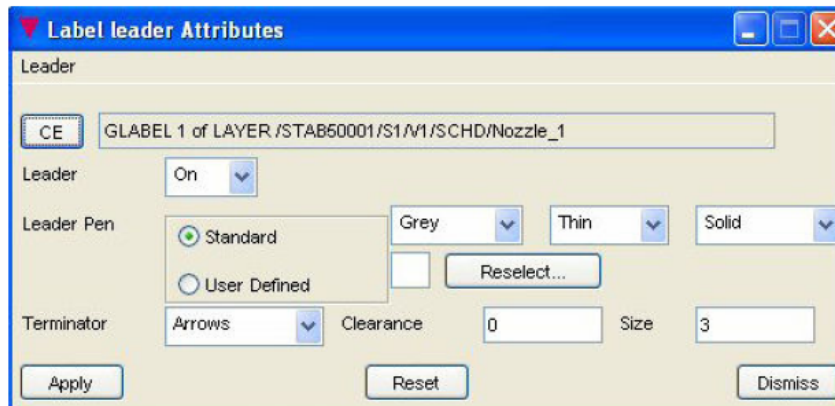 Label leader Attributes
Leader
CE GLABEL 1 of LAYER /STAB50001/S1/V1/SCHD/Nozzle_1
Leader On
Leader Pen Standard Grey Thin Solid
User Defined Reselect...
Terminator Arrows Clearance 0 Size 3
Apply Reset Dismiss